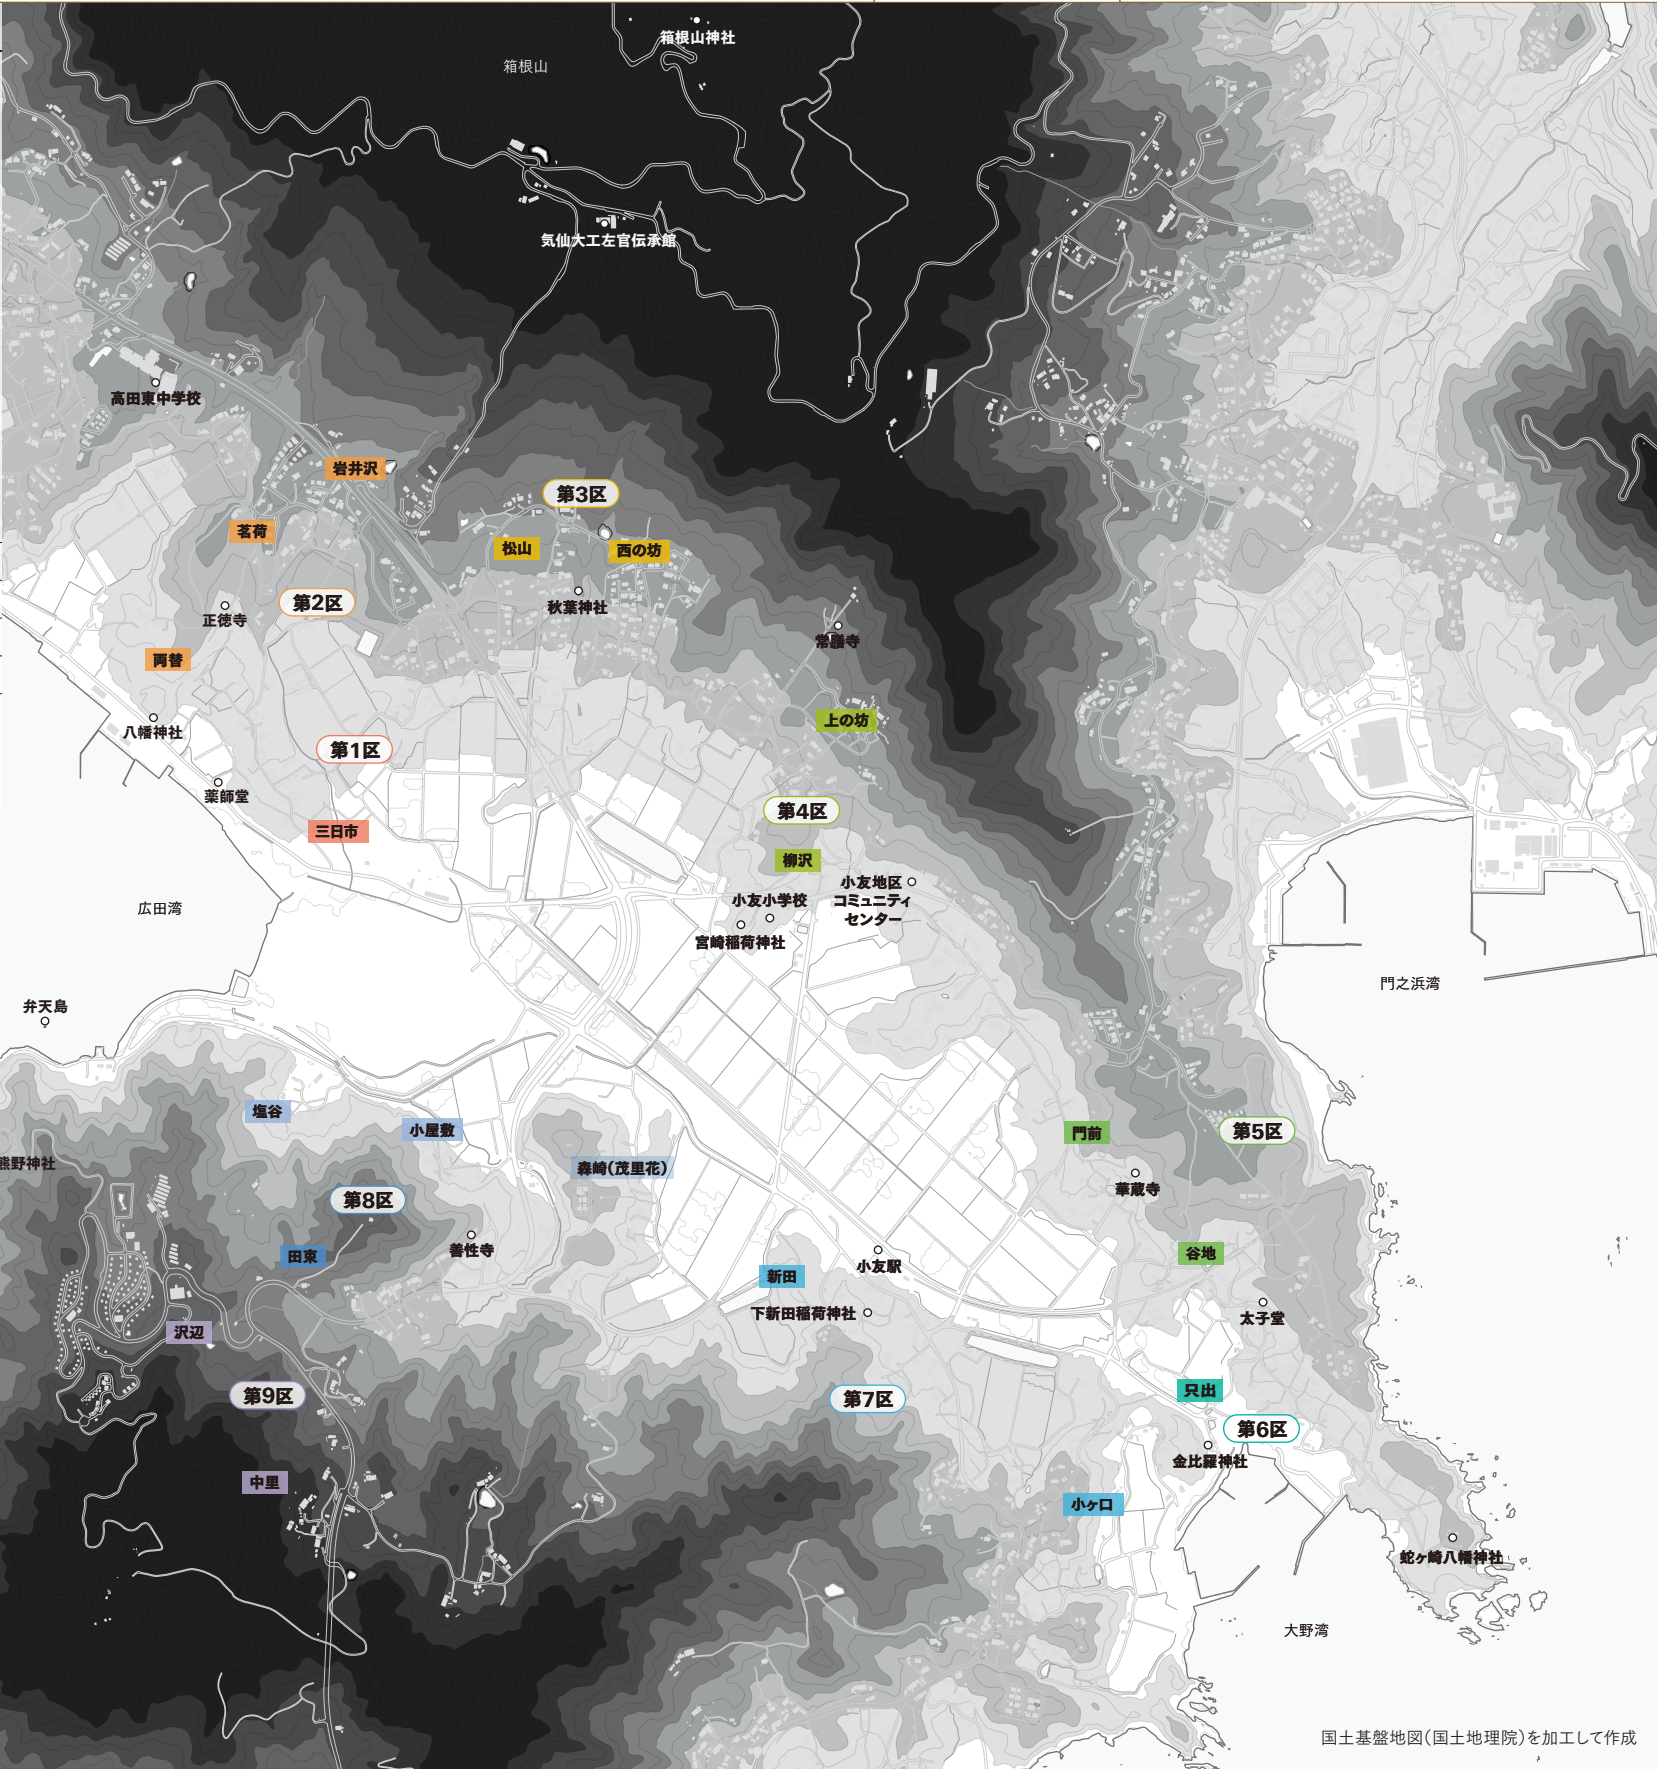 箱根山神社
箱根山
気仙大工左官伝承館
高田東中学校
岩井沢
第3区
茗荷
松山
西の坊
第2区
秋葉神社
正徳寺
常膳寺
両替
上の坊
八幡神社
第1区
薬師堂
第4区
三日市
柳沢
小友地区
コミュニティ
センター
小友小学校
広田湾
宮崎稲荷神社
門之浜湾
弁天島
塩谷
小屋敷
門前
第5区
熊野神社
森崎(茂里花)
華蔵寺
第8区
善性寺
田束
谷地
小友駅
新田
下新田稲荷神社
太子堂
沢辺
第9区
第7区
只出
第6区
金比羅神社
中里
小ヶ口
蛇ヶ崎八幡神社
大野湾
国土基盤地図(国土地理院)を加工して作成